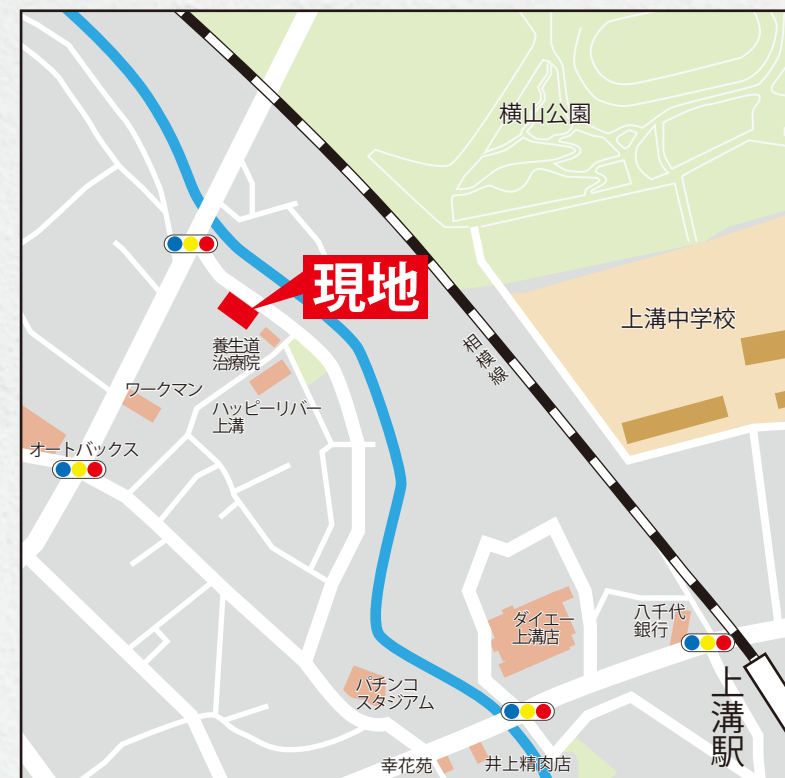 横山公園
現地
上溝中学校
相模線
養生道
治療院
ワークマン
ハッピーリバー
上溝
オートバックス
ダイエー
上溝店
八千代
銀行
上溝駅
パチンコ
スタジアム
幸花苑
井上精肉店